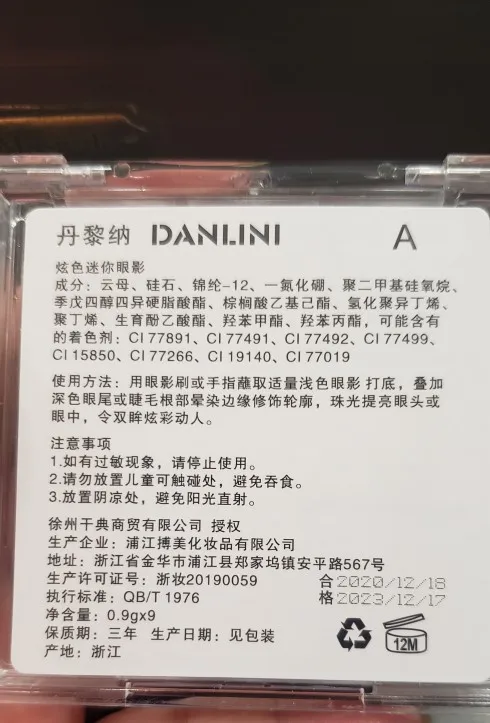 丹黎纳 DANLINI A
炫色迷你眼影
成分：云母、硅石、锦纶-12、一氮化硼、聚二甲基硅氧烷、
季戊四醇四异硬脂酸酯、棕榈酸乙基己酯、氢化聚异丁烯、
聚丁烯、生育酚乙酸酯、羟苯甲酯、羟苯丙酯，可能含有
的着色剂：CI 77891、CI 77491、CI 77492、CI 77499、
CI 15850、CI 77266、CI 19140、CI 77019
使用方法：用眼影刷或手指蘸取适量浅色眼影 打底，叠加
深色眼尾或睫毛根部晕染边缘修饰轮廓，珠光提亮眼头或
眼中，令双眸炫彩动人。
注意事项
1.如有过敏现象，请停止使用。
2.请勿放置儿童可触碰处，避免吞食。
3.放置阴凉处，避免阳光直射。
徐州干典商贸有限公司 授权
生产企业：浦江搏美化妆品有限公司
地址：浙江省金华市浦江县郑家坞镇安平路567号
生产许可证号：浙妆20190059 合2020/12/18
执行标准：QB/T 1976 格2023/12/17
净含量：0.9gx9
保质期：三年 生产日期：见包装
产地：浙江
12M